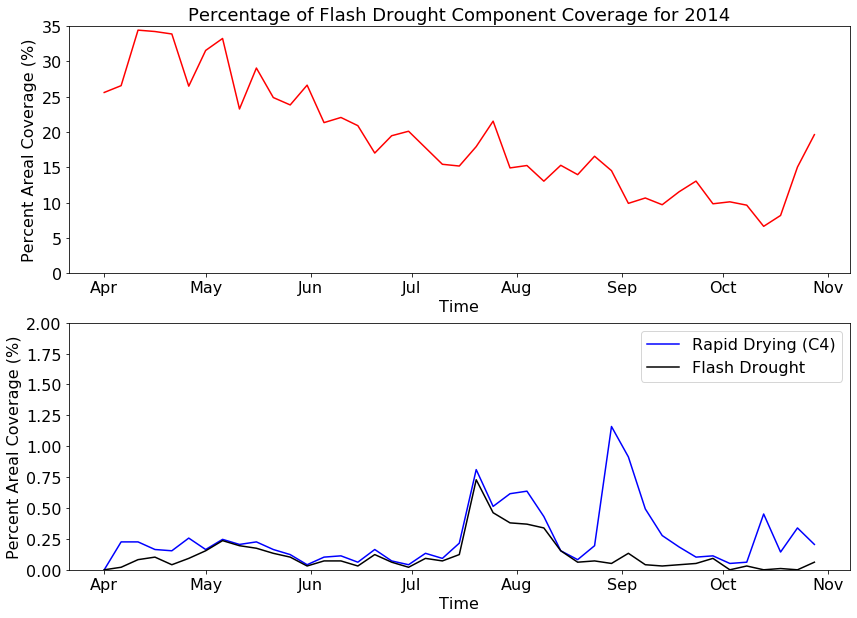 Percentage of Flash Drought Component Coverage for 2014
Percent Areal Coverage (%)
35
30
25
20
15
10
5
0
Apr May Jun Jul Aug Sep Oct Nov
Time
Percent Areal Coverage (%)
2.00
1.75
1.50
1.25
1.00
0.75
0.50
0.25
0.00
Rapid Drying (C4)
Flash Drought
Apr May Jun Jul Aug Sep Oct Nov
Time